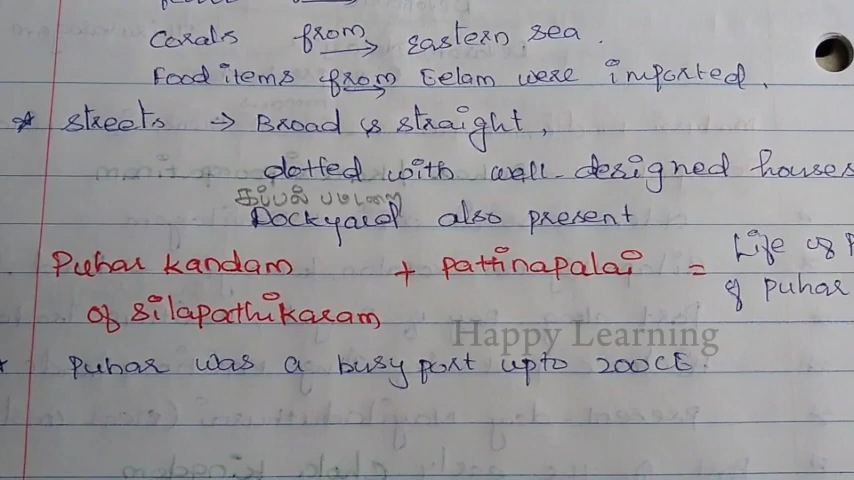 Corals from → Eastern sea.
Food items from → Eelam were imported.
* streets → Broad & straight,
dotted with well-designed houses
கப்பல் பட்டறை
Dockyard also present
Puhar kandam + pattinapalai = Life of P
of silapathikaram of puhar
Happy Learning
* Puhar was a busy port upto 200CE.